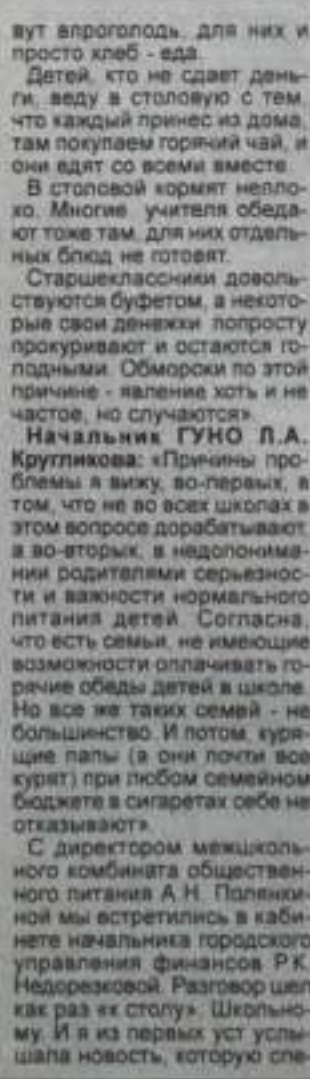 вут впроголодь, для них и
просто хлеб - еда.
Детей, кто не сдает день-
ги, веду в столовую с тем,
что каждый принес из дома,
там покупаем горячий чай, и
они едят со всеми вместе.
В столовой кормят непло-
хо. Многие учителя обеда-
ют тоже там, для них отдель-
ных блюд не готовят.
Старшеклассники доволь-
ствуются буфетом, а некото-
рые свои денежки попросту
прокуривают и остаются го-
лодными. Обмороки по этой
причине - явление хоть и не
частое, но случаются».
Начальник ГУНО Л.А.
Кругликова: «Причины про-
блемы я вижу, во-первых, в
том, что не во всех школах в
этом вопросе дорабатывают,
а во-вторых, в недопонима-
нии родителями серьезнос-
ти и важности нормального
питания детей. Согласна,
что есть семьи, не имеющие
возможности оплачивать го-
рячие обеды детей в школе.
Но все же таких семей - не
большинство. И потом, куря-
щие папы (а они почти все
курят) при любом семейном
бюджете в сигаретах себе не
отказывают».
С директором межшколь-
ного комбината обществен-
ного питания А.Н. Полянки-
ной мы встретились в каби-
нете начальника городского
управления финансов Р.К.
Недорезковой. Разговор шел
как раз «к столу». Школьно-
му. И я из первых уст услы-
шала новость, которую спе-